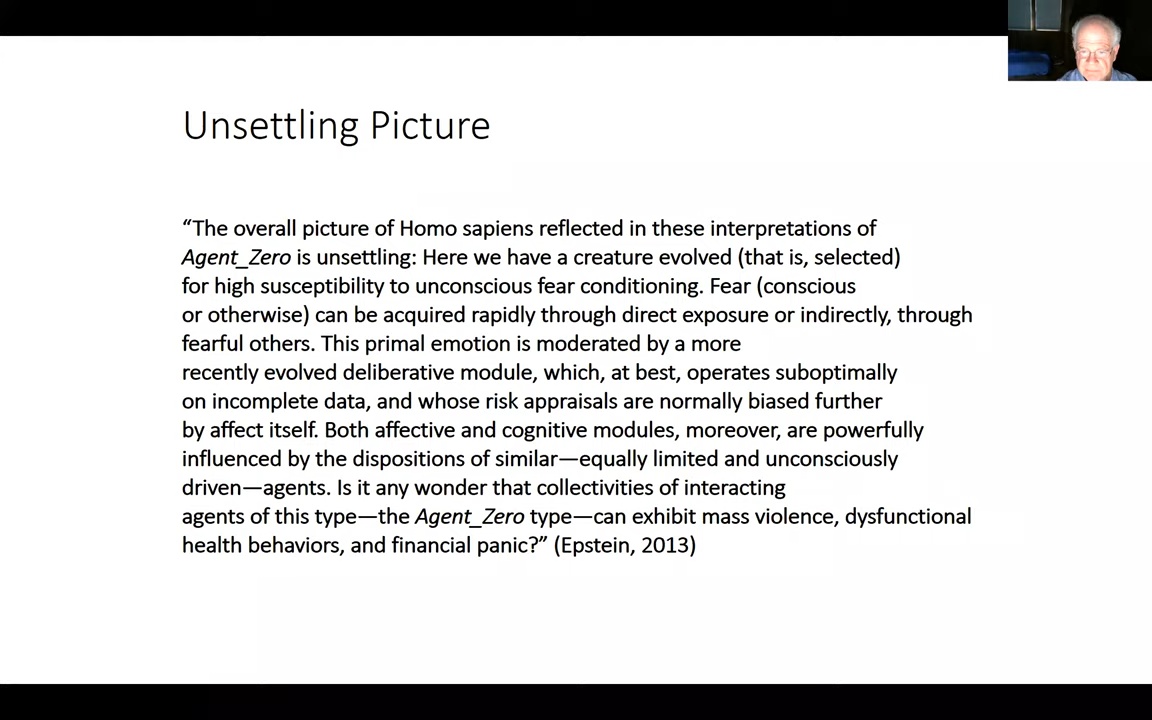 Unsettling Picture
“The overall picture of Homo sapiens reflected in these interpretations of
Agent_Zero is unsettling: Here we have a creature evolved (that is, selected)
for high susceptibility to unconscious fear conditioning. Fear (conscious
or otherwise) can be acquired rapidly through direct exposure or indirectly, through
fearful others. This primal emotion is moderated by a more
recently evolved deliberative module, which, at best, operates suboptimally
on incomplete data, and whose risk appraisals are normally biased further
by affect itself. Both affective and cognitive modules, moreover, are powerfully
influenced by the dispositions of similar—equally limited and unconsciously
driven—agents. Is it any wonder that collectivities of interacting
agents of this type—the Agent_Zero type—can exhibit mass violence, dysfunctional
health behaviors, and financial panic?” (Epstein, 2013)